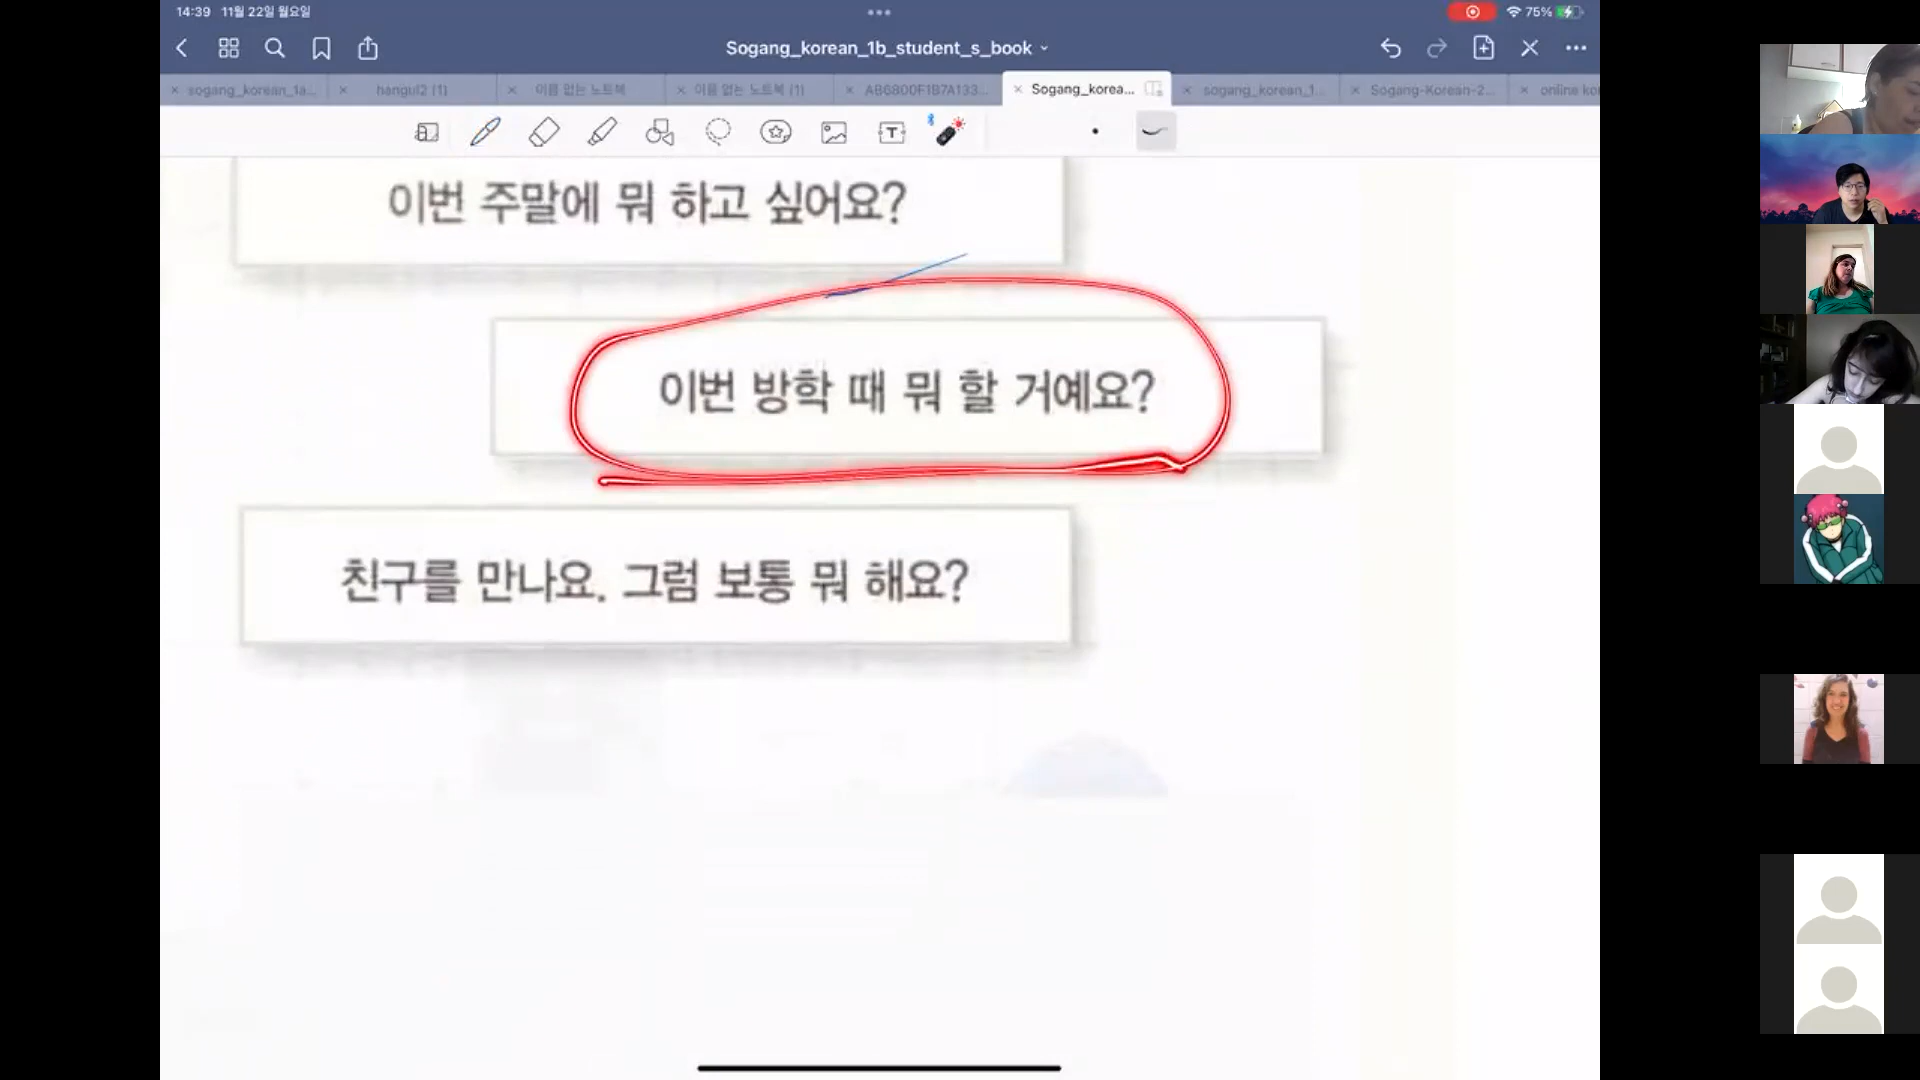 14:39 11월 22일 월요일
75%
Sogang_korean_1b_student_s_book
sogang_korean_1a...
hangul2 (1)
이름 없는 노트북
이름 없는 노트북 (1)
AB6800F1B7A133...
Sogang_korea...
sogang_korean_1...
Sogang-Korean-2...
online ko
이번 주말에 뭐 하고 싶어요?
이번 방학 때 뭐 할 거예요?
친구를 만나요. 그럼 보통 뭐 해요?